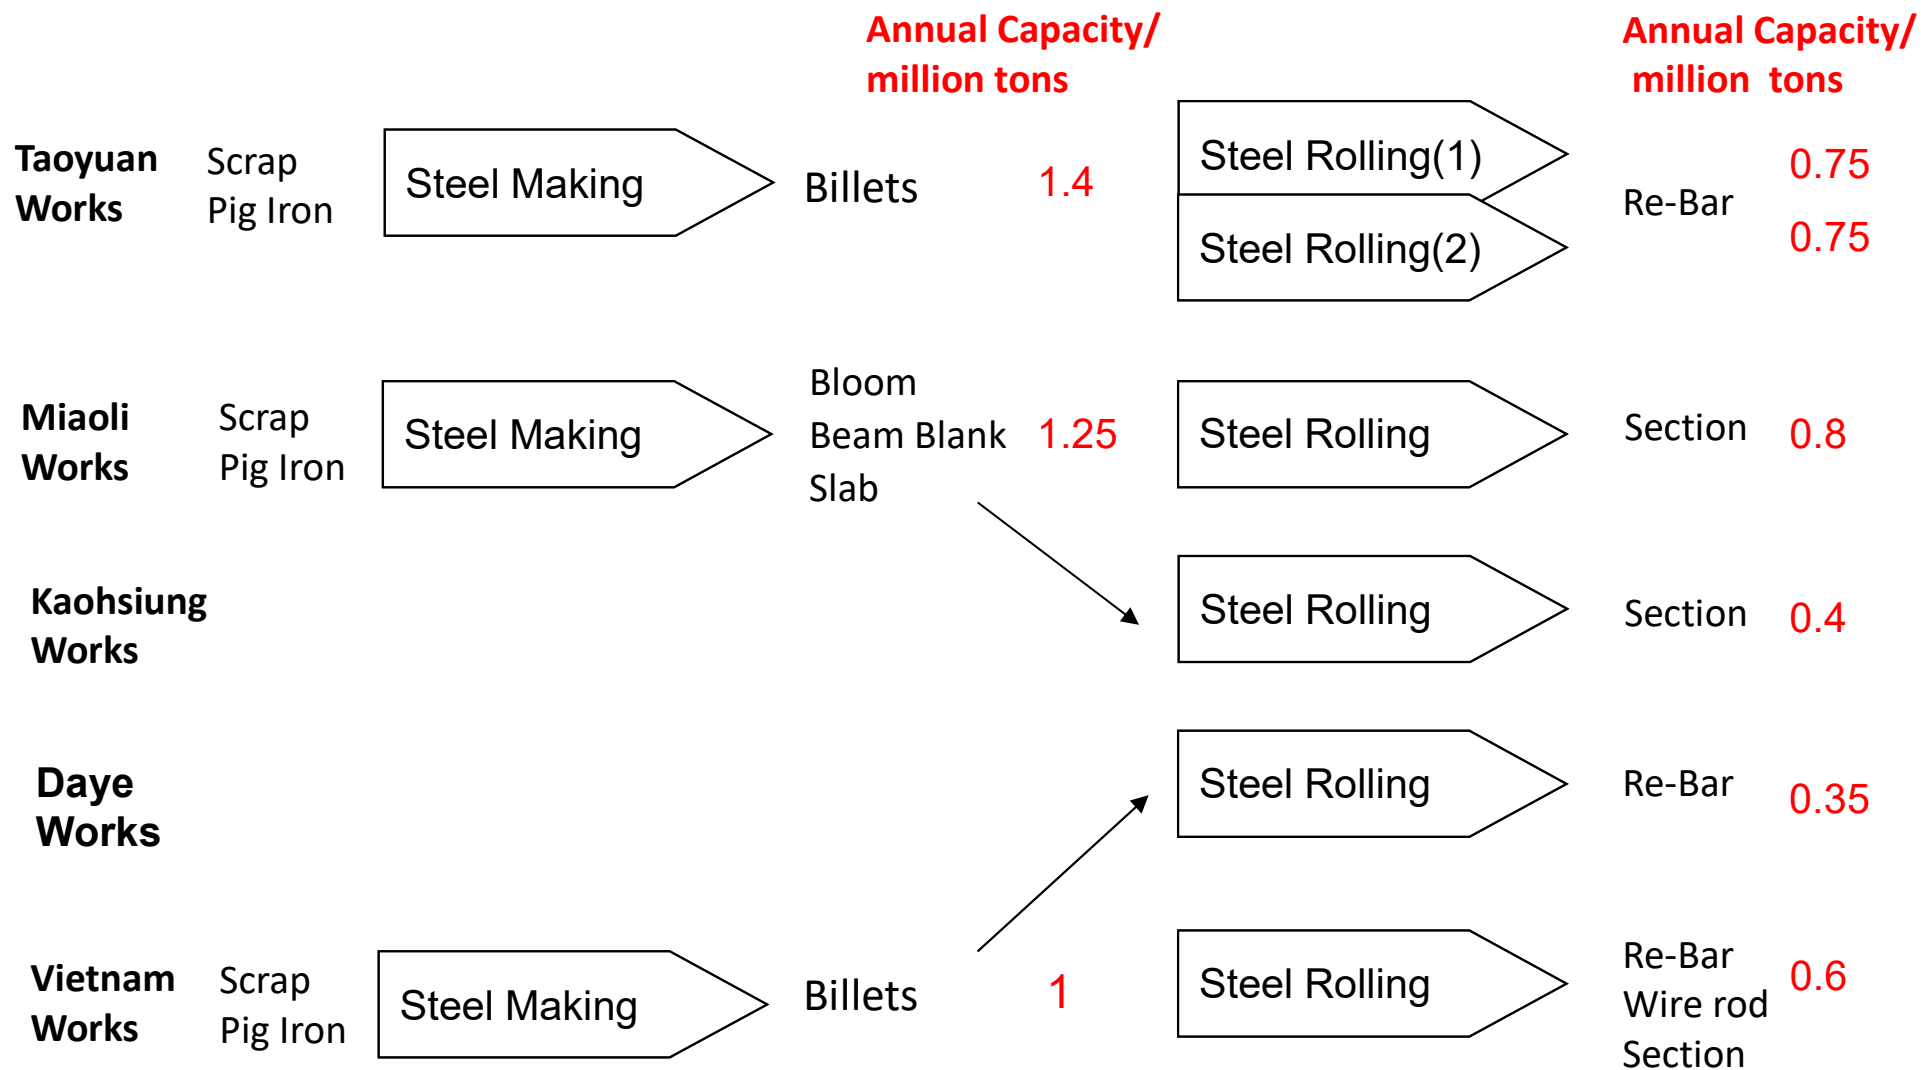 Annual Capacity/
million tons
Annual Capacity/
million  tons
Taoyuan
Works
Scrap
Pig Iron
Steel Making
Billets
1.4
Steel Rolling(1)
Steel Rolling(2)
Re-Bar
0.75
0.75
Miaoli
Works
Scrap
Pig Iron
Steel Making
Bloom
Beam Blank
Slab
1.25
Steel Rolling
Section
0.8
Kaohsiung
Works
Steel Rolling
Section
0.4
Daye
Works
Steel Rolling
Re-Bar
0.35
Vietnam
Works
Scrap
Pig Iron
Steel Making
Billets
1
Steel Rolling
Re-Bar
Wire rod
Section
0.6